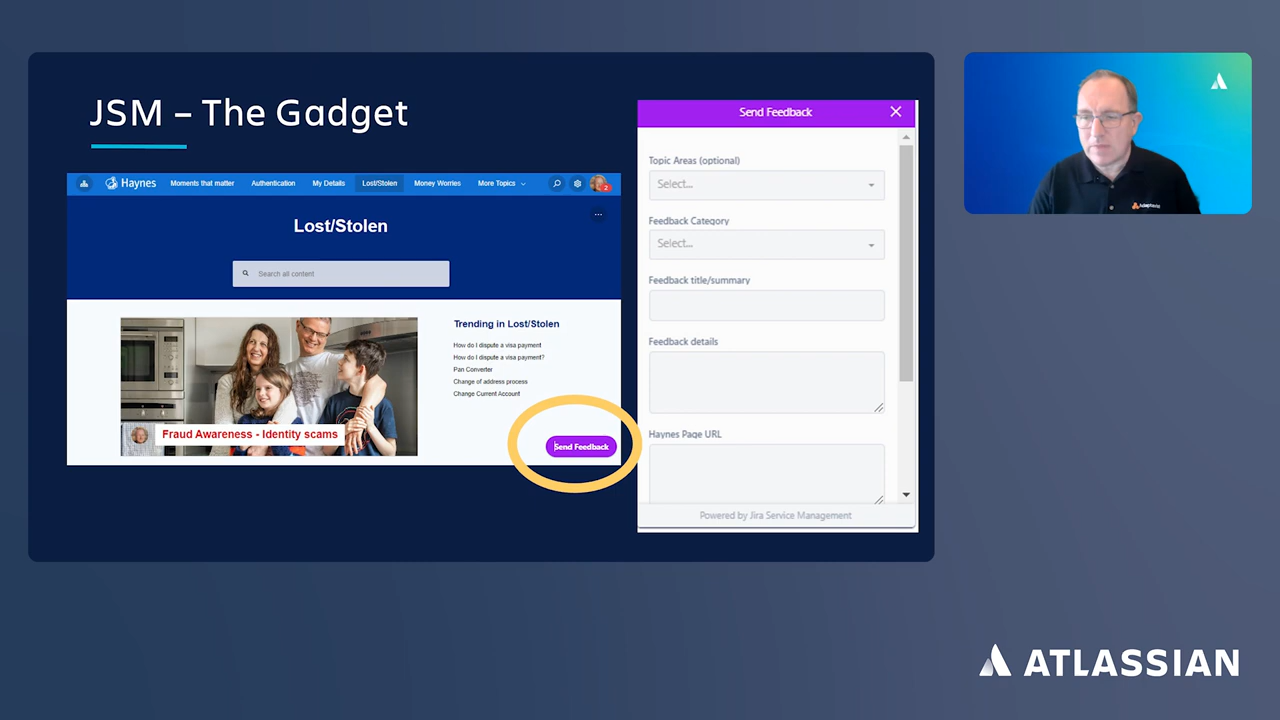 JSM – The Gadget
Haynes
Moments that matter
Authentication
My Details
Lost/Stolen
Money Worries
More Topics
2
Lost/Stolen
Search all content
Trending in Lost/Stolen
How do I dispute a visa payment
How do I dispute a visa payment?
Pan Converter
Change of address process
Change Current Account
Fraud Awareness - Identity scams
Send Feedback
Send Feedback
Topic Areas (optional)
Select...
Feedback Category
Select...
Feedback title/summary
Feedback details
Haynes Page URL
Powered by Jira Service Management
Adaptavist
ATLASSIAN